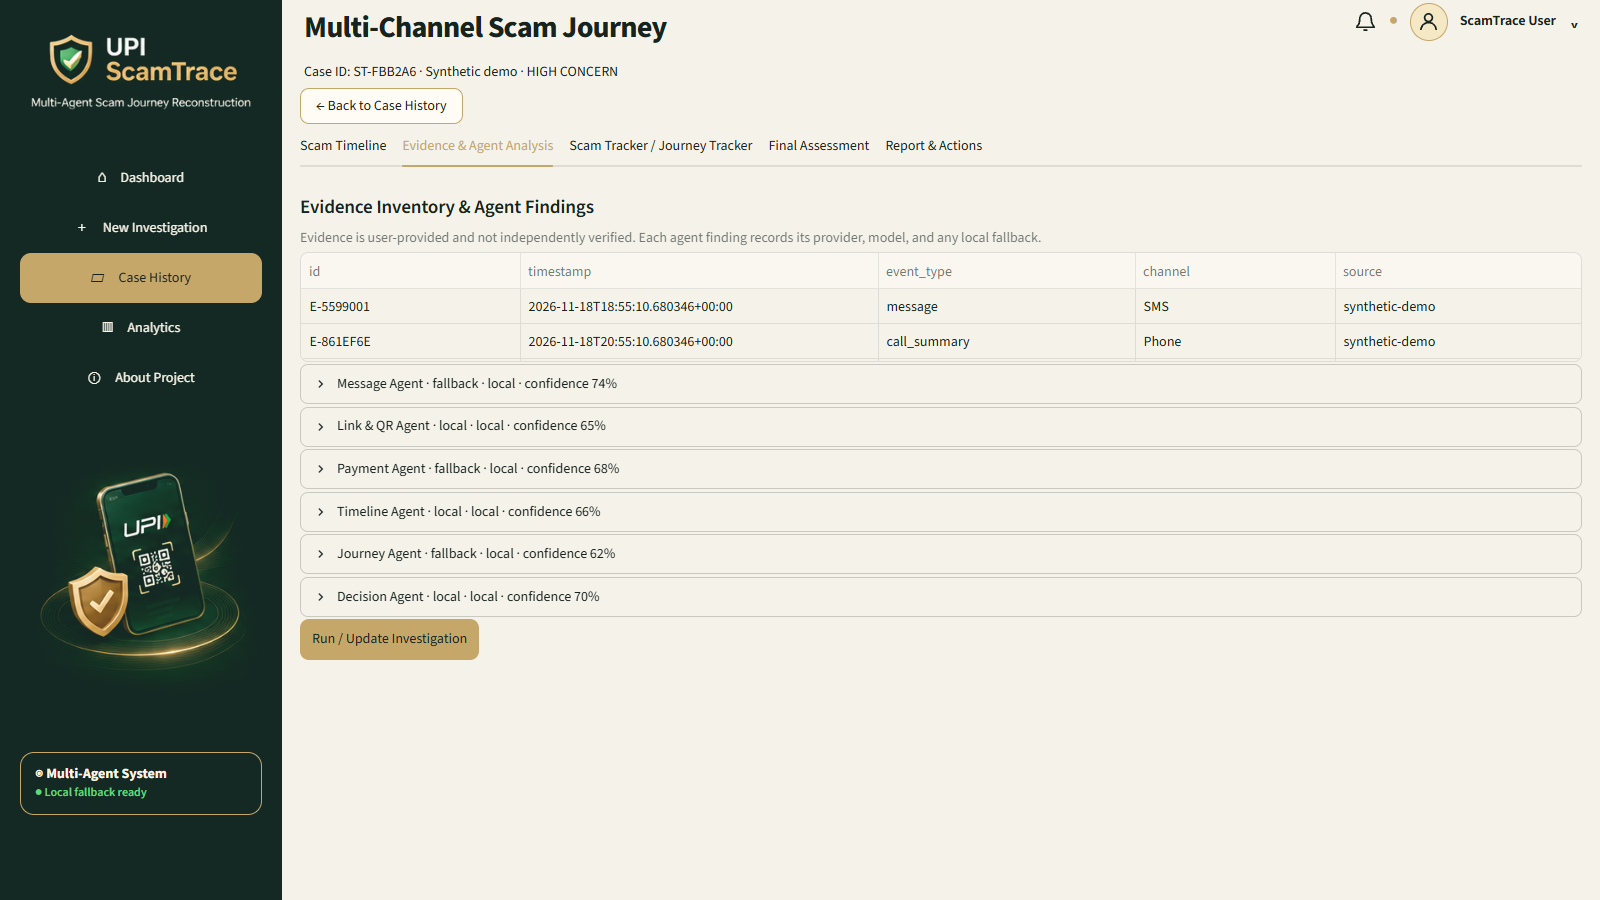 UPI
ScamTrace
Multi-Agent Scam Journey Reconstruction
Dashboard
+ New Investigation
Case History
Analytics
About Project
UPI
Multi-Agent System
Local fallback ready
Multi-Channel Scam Journey
ScamTrace User v
Case ID: ST-FBB2A6 · Synthetic demo · HIGH CONCERN
← Back to Case History
Scam Timeline Evidence & Agent Analysis Scam Tracker / Journey Tracker Final Assessment Report & Actions
Evidence Inventory & Agent Findings
Evidence is user-provided and not independently verified. Each agent finding records its provider, model, and any local fallback.
id timestamp event_type channel source
E-5599001 2026-11-18T18:55:10.680346+00:00 message SMS synthetic-demo
E-861EF6E 2026-11-18T20:55:10.680346+00:00 call_summary Phone synthetic-demo
Message Agent · fallback · local · confidence 74%
Link & QR Agent · local · local · confidence 65%
Payment Agent · fallback · local · confidence 68%
Timeline Agent · local · local · confidence 66%
Journey Agent · fallback · local · confidence 62%
Decision Agent · local · local · confidence 70%
Run / Update Investigation